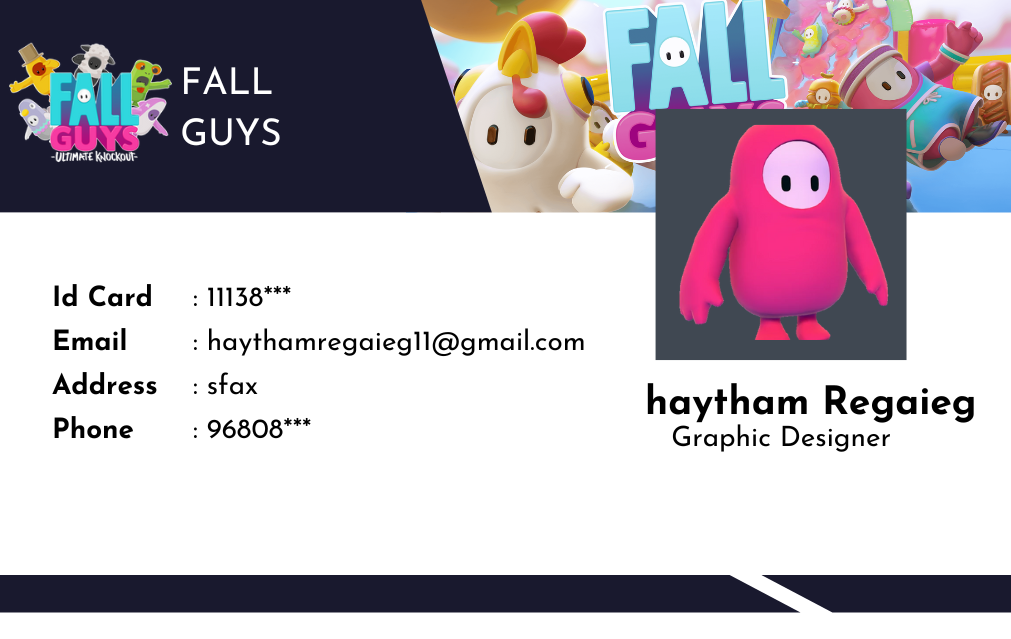 FALL
GUYS
-ULTIMATE KNOCKOUT-
FALL
GUYS
FALL
G
Id Card : 11138***
Email : haythamregaieg11@gmail.com
Address : sfax
Phone : 96808***
haytham Regaieg
Graphic Designer